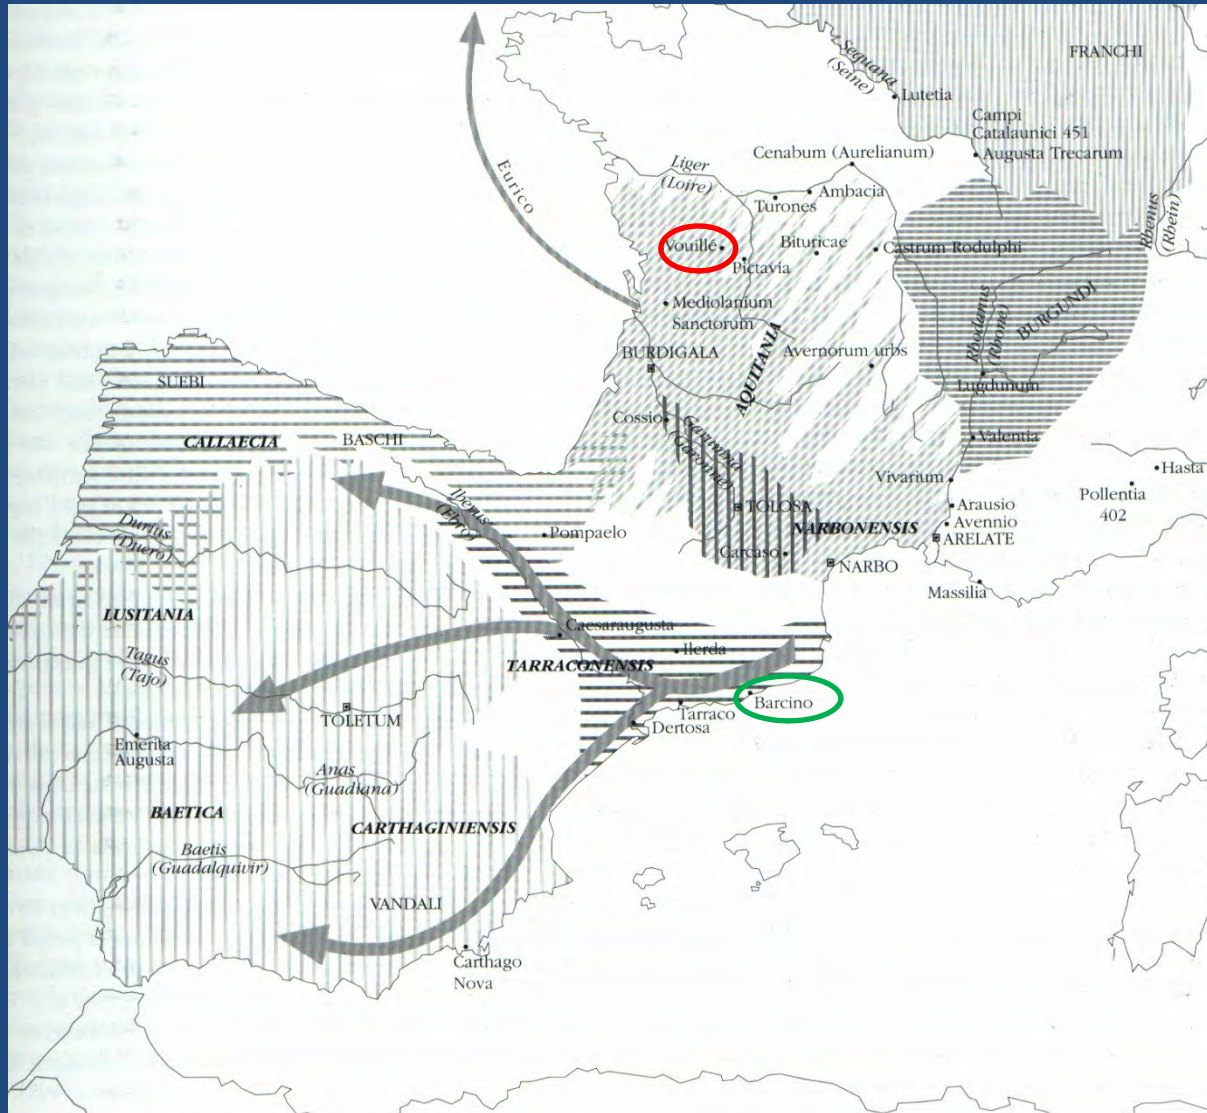 FRANCHI
Sequana
(Seine)
Lutetia
Campi
Catalaunici 451
Augusta Trecarum
Cenabum (Aurelianum)
Liger
(Loire)
Ambacia
Turones
Eurico
Rhenus
(Rhein)
Vouillé
Bituricae
Castrum Rodulphi
Pictavia
Mediolanium
Sanctorum
Rhodanus
(Rhone)
BURGUNDI
BURDIGALA
AQUITANIA
Avernorum urbs
Lugdunum
SUEBI
Cossio
Garumna
(Garonne)
Valentia
CALLAECIA
BASCHI
Hasta
Vivarium
Pollentia
402
Iberus
(Ebro)
TOLOSA
Arausio
NARBONENSIS
Avennio
ARELATE
Durius
(Duero)
Pompaelo
Carcaso
NARBO
Massilia
LUSITANIA
Caesaraugusta
Ilerda
Tagus
(Tajo)
TARRACONENSIS
Barcino
Tarraco
Dertosa
TOLETUM
Emerita
Augusta
Anas
(Guadiana)
BAETICA
CARTHAGINIENSIS
Baetis
(Guadalquivir)
VANDALI
Carthago
Nova